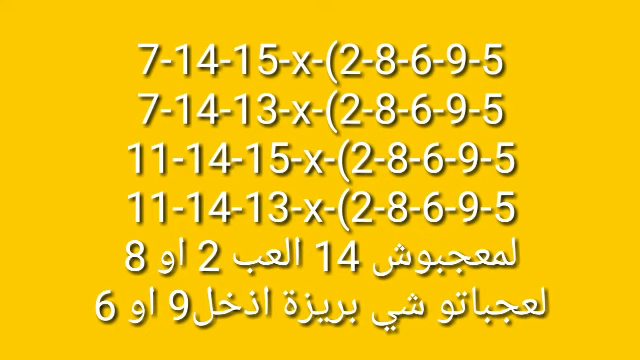 7-14-15-x-(2-8-6-9-5
7-14-13-x-(2-8-6-9-5
11-14-15-x-(2-8-6-9-5
11-14-13-x-(2-8-6-9-5
لمعجبوش 14 العب 2 او 8
لعجباتو شي بريزة ادخل9 او 6